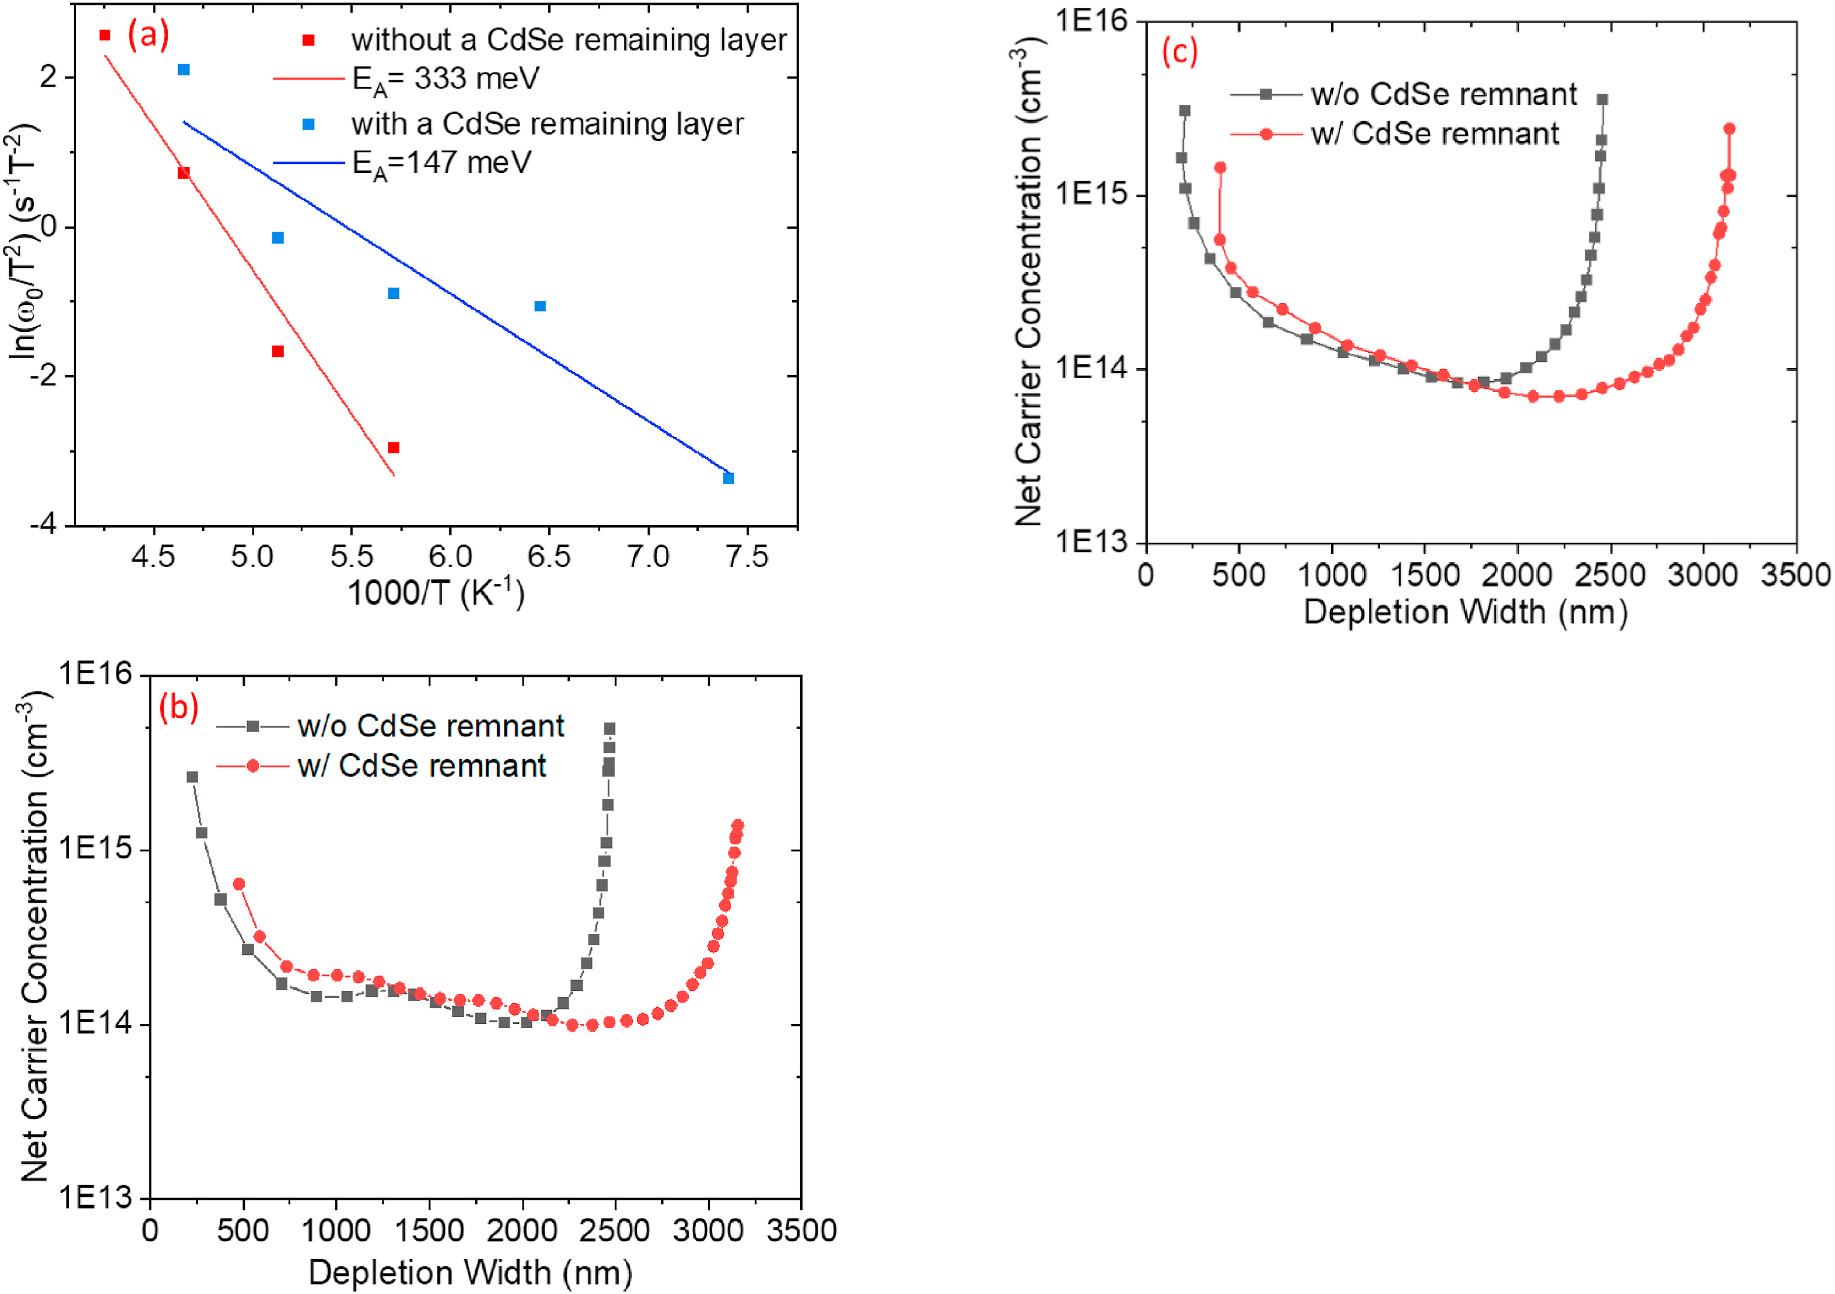 (a)
without a CdSe remaining layer
E_A= 333 meV
with a CdSe remaining layer
E_A=147 meV
ln(ω₀/T²) (s⁻¹T⁻²)
2
0
-2
-4
4.5 5.0 5.5 6.0 6.5 7.0 7.5
1000/T (K⁻¹)
(c)
w/o CdSe remnant
w/ CdSe remnant
Net Carrier Concentration (cm⁻³)
1E16
1E15
1E14
1E13
0 500 1000 1500 2000 2500 3000 3500
Depletion Width (nm)
(b)
w/o CdSe remnant
w/ CdSe remnant
Net Carrier Concentration (cm⁻³)
1E16
1E15
1E14
1E13
0 500 1000 1500 2000 2500 3000 3500
Depletion Width (nm)